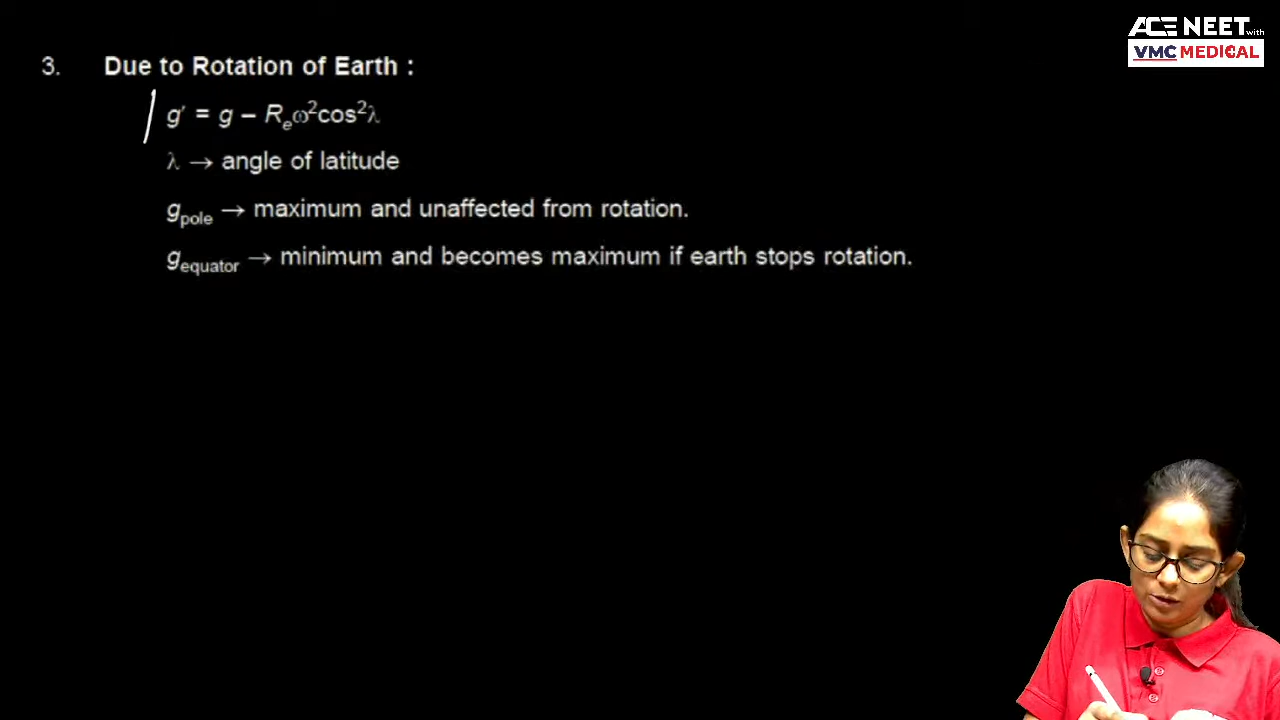 ACE NEET with
VMC MEDICAL
3. Due to Rotation of Earth :
g′ = g – Rₑω²cos²λ
λ → angle of latitude
g_pole → maximum and unaffected from rotation.
g_equator → minimum and becomes maximum if earth stops rotation.